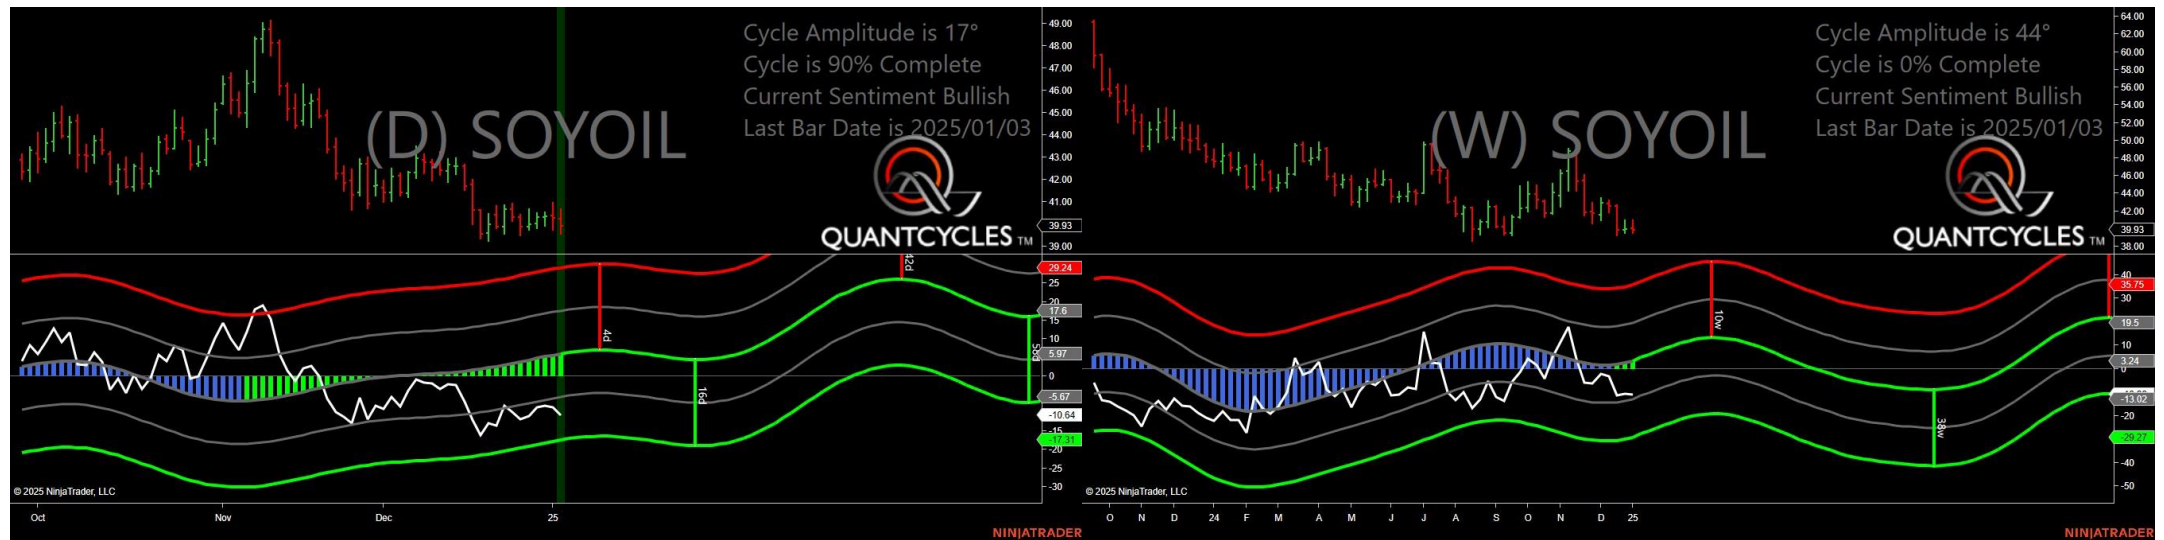 Cycle Amplitude is 17°
Cycle is 90% Complete
Current Sentiment Bullish
Last Bar Date is 2025/01/03
(D) SOYOIL
QUANTCYCLES TM
49.00
48.00
47.00
46.00
45.00
44.00
43.00
42.00
41.00
39.93
39.00
42d
4d
16d
29.24
25
20
17.6
15
10
5.97
0
-5.67
-10.64
-15
-17.31
-20
-25
-30
© 2025 NinjaTrader, LLC
Oct Nov Dec 25
NINJATRADER
Cycle Amplitude is 44°
Cycle is 0% Complete
Current Sentiment Bullish
Last Bar Date is 2025/01/03
(W) SOYOIL
QUANTCYCLES TM
64.00
62.00
60.00
58.00
56.00
54.00
52.00
50.00
48.00
46.00
44.00
42.00
39.93
38.00
10w
38w
40
35.75
30
19.5
10
3.24
0
-13.02
-20
-29.27
-40
-50
© 2025 NinjaTrader, LLC
O N D 24 F M A M J J A S O N D 25
NINJATRADER